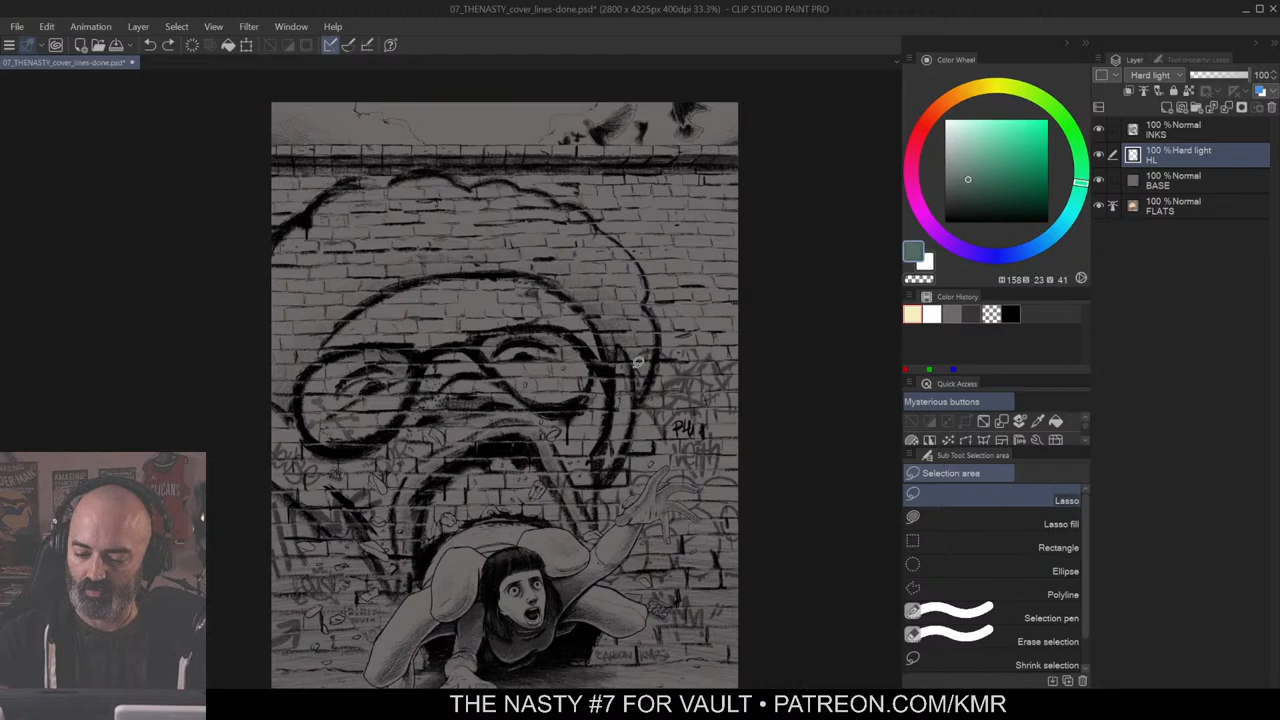 07_THENASTY_cover_lines-done.psd* (2800 x 4225px 400dpi 33.3%) - CLIP STUDIO PAINT PRO
File Edit Animation Layer Select View Filter Window Help
07_THENASTY_cover_lines-done.psd*
Color Wheel
H 158 S 23 V 41
Color History
Quick Access
Mysterious buttons
Sub Tool Selection area
Selection area
Lasso
Lasso fill
Rectangle
Ellipse
Polyline
Selection pen
Erase selection
Shrink selection
Layer
Tool property: Lasso
Hard light 100
100 % Normal
INKS
100 % Hard light
HL
100 % Normal
BASE
100 % Normal
FLATS
THE NASTY #7 FOR VAULT • PATREON.COM/KMR